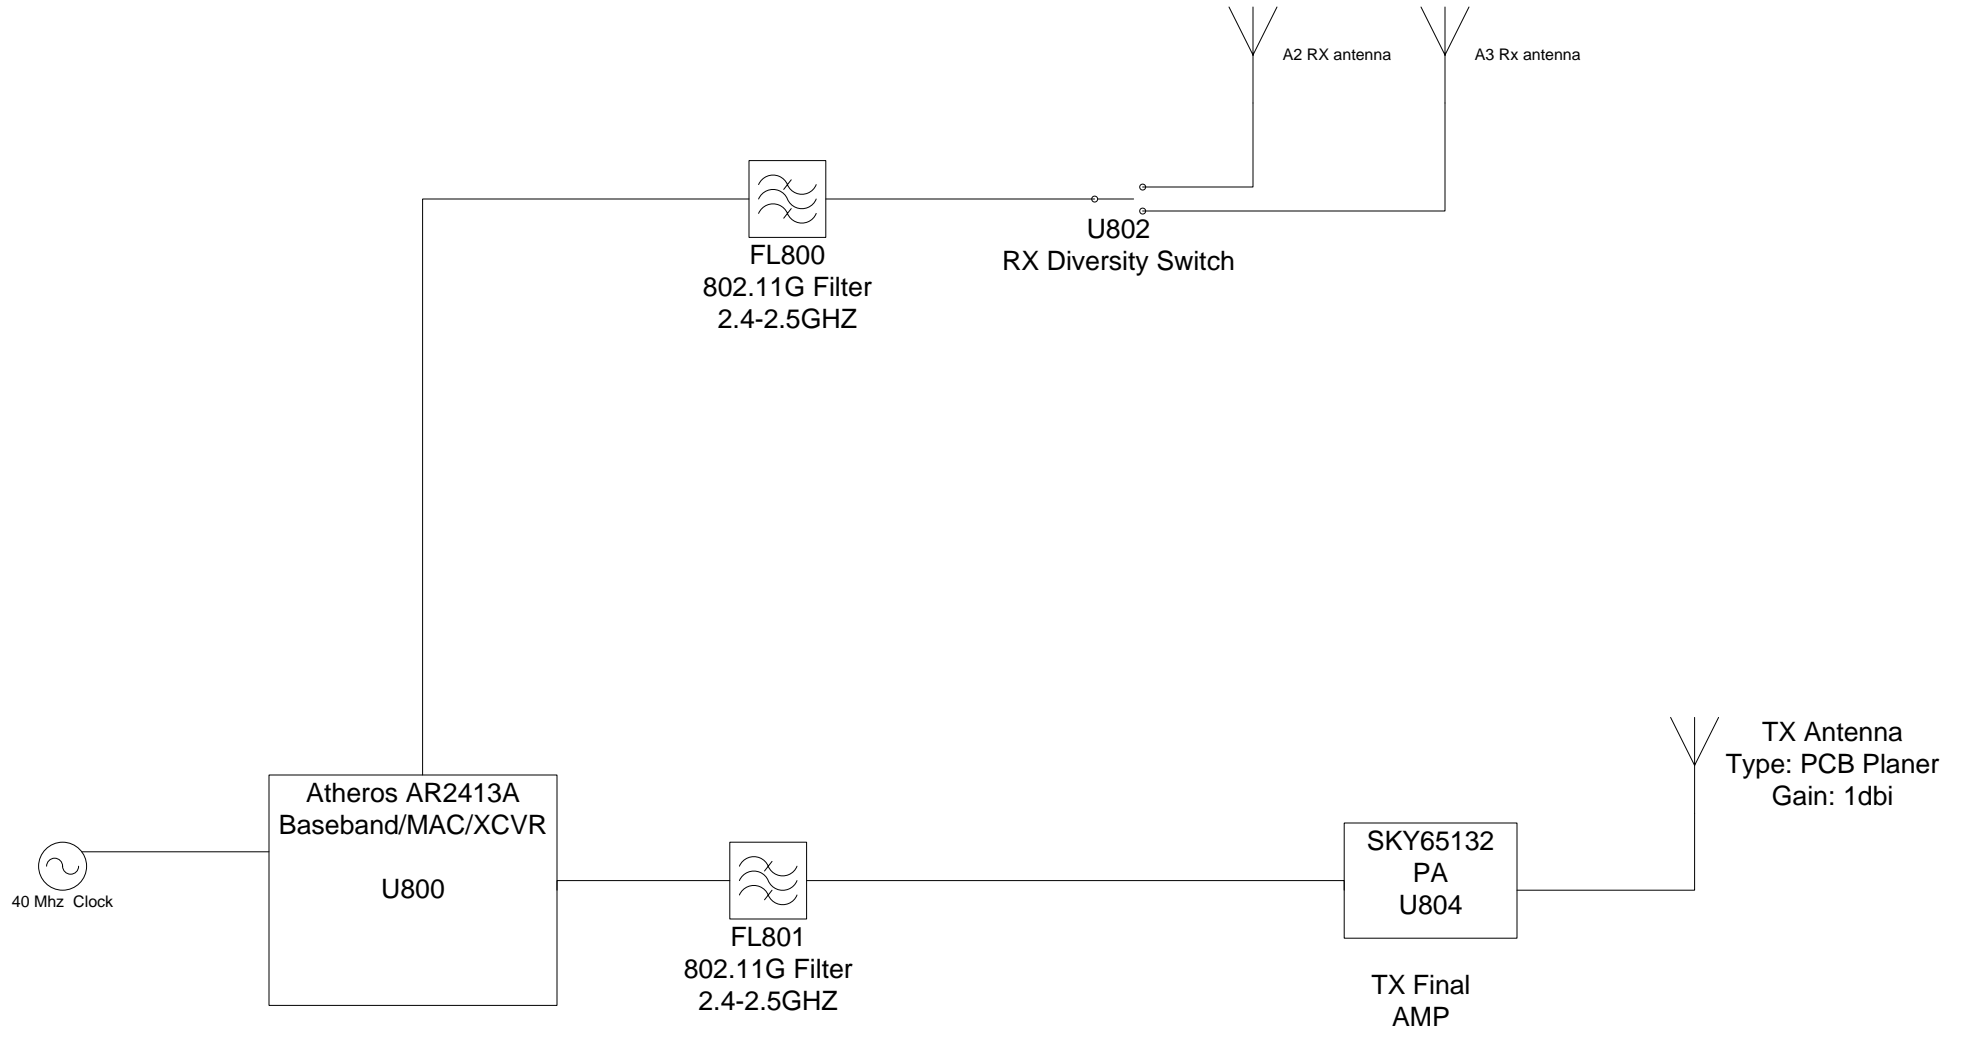 A2 RX antenna
A3 Rx antenna
U802
RX Diversity Switch
FL800
802.11G Filter
2.4-2.5GHZ
TX Antenna
Type: PCB Planer
Gain: 1dbi
Atheros AR2413A
Baseband/MAC/XCVR
U800
40 Mhz  Clock
SKY65132
PA
U804
FL801
802.11G Filter
2.4-2.5GHZ
TX Final
AMP